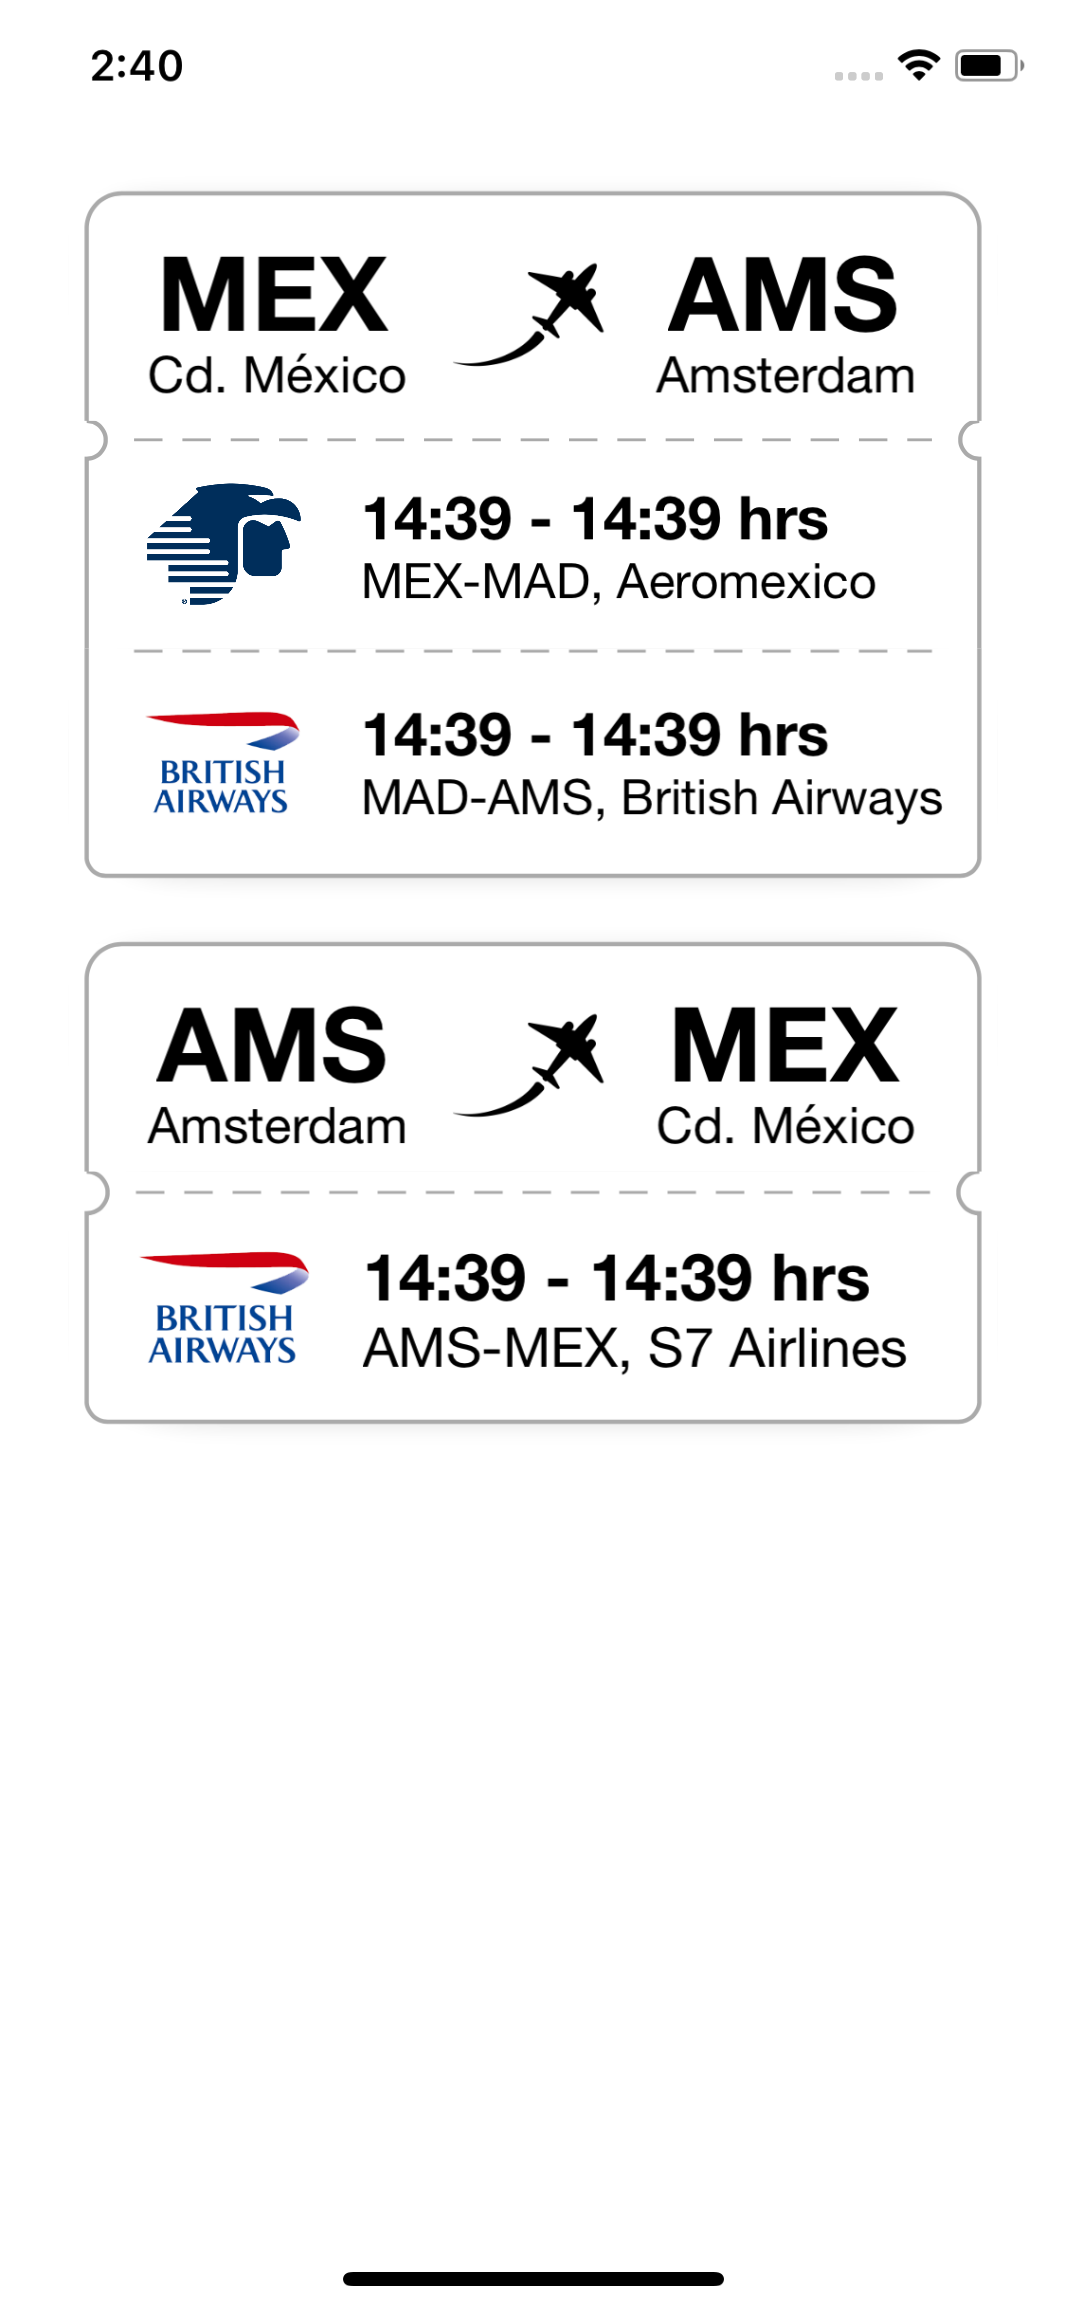 2:40
MEX AMS
Cd. México Amsterdam
14:39 - 14:39 hrs
MEX-MAD, Aeromexico
BRITISH
AIRWAYS
14:39 - 14:39 hrs
MAD-AMS, British Airways
AMS MEX
Amsterdam Cd. México
BRITISH
AIRWAYS
14:39 - 14:39 hrs
AMS-MEX, S7 Airlines